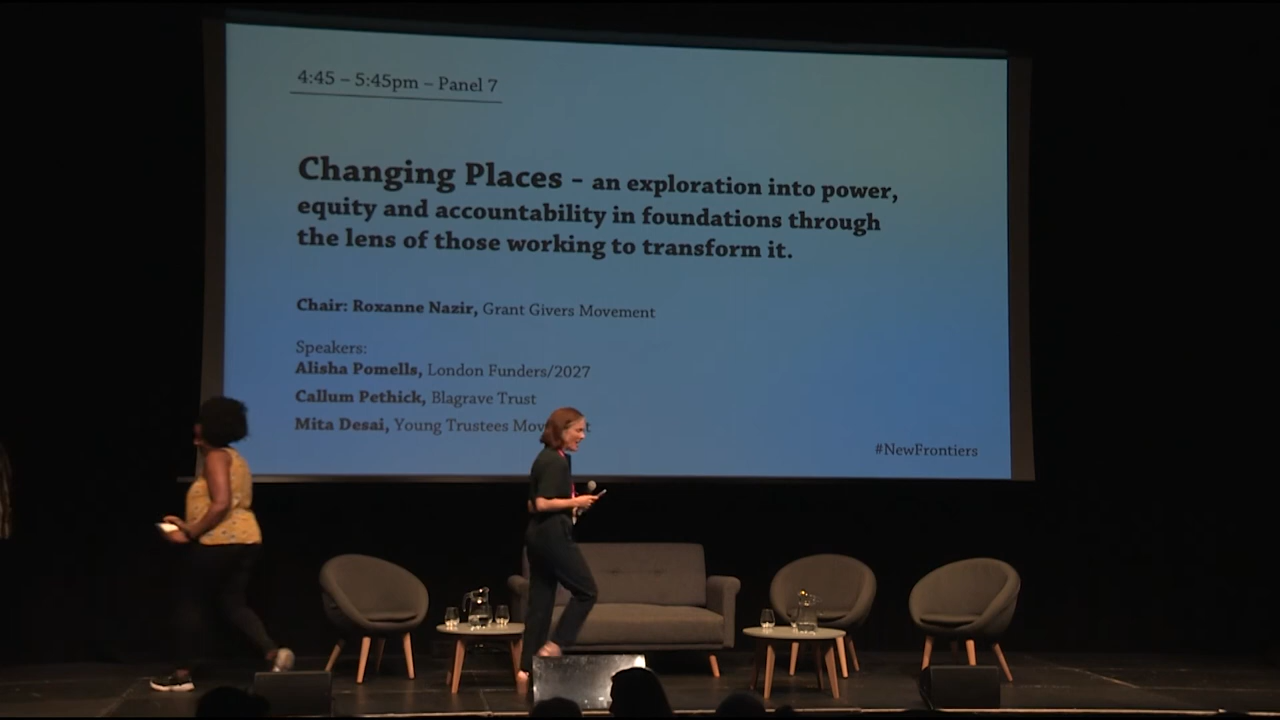 4:45 – 5:45pm – Panel 7
Changing Places – an exploration into power,
equity and accountability in foundations through
the lens of those working to transform it.
Chair: Roxanne Nazir, Grant Givers Movement
Speakers:
Alisha Pomells, London Funders/2027
Callum Pethick, Blagrave Trust
Mita Desai, Young Trustees
#NewFrontiers